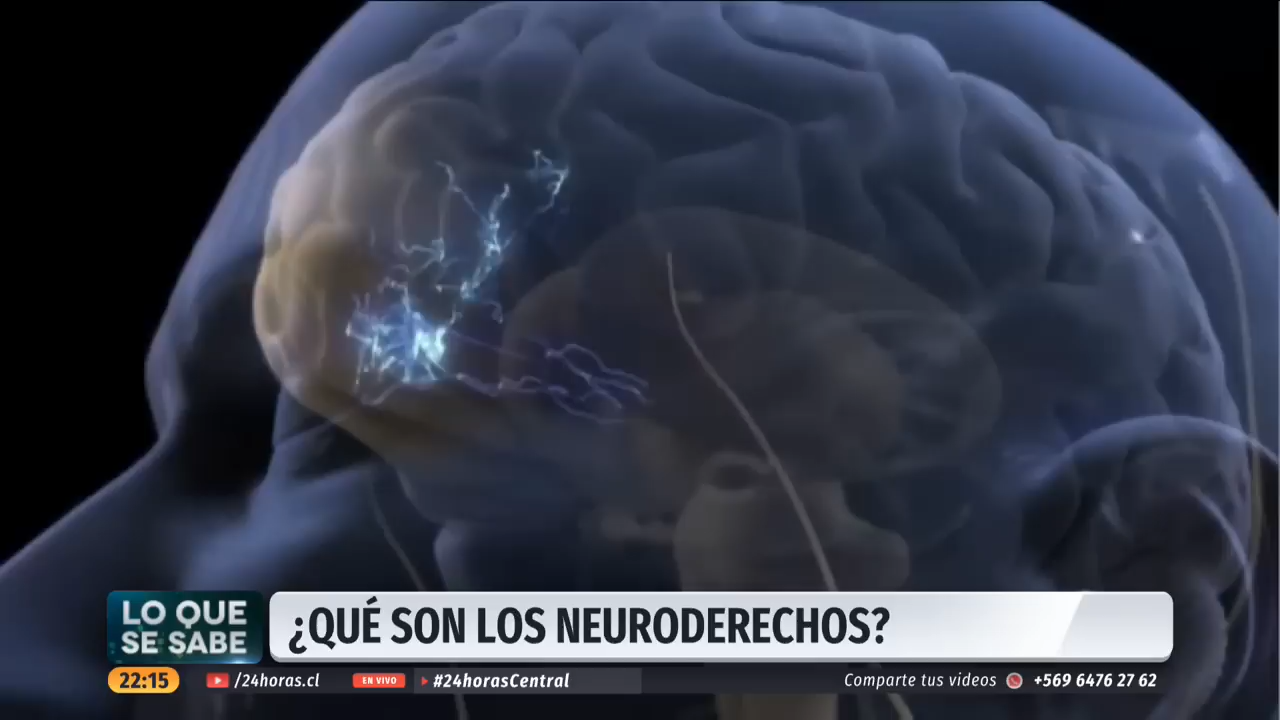 LO QUE
SE SABE
¿QUÉ SON LOS NEURODERECHOS?
22:15
/24horas.cl
EN VIVO
#24horasCentral
Comparte tus videos
+569 6476 27 62